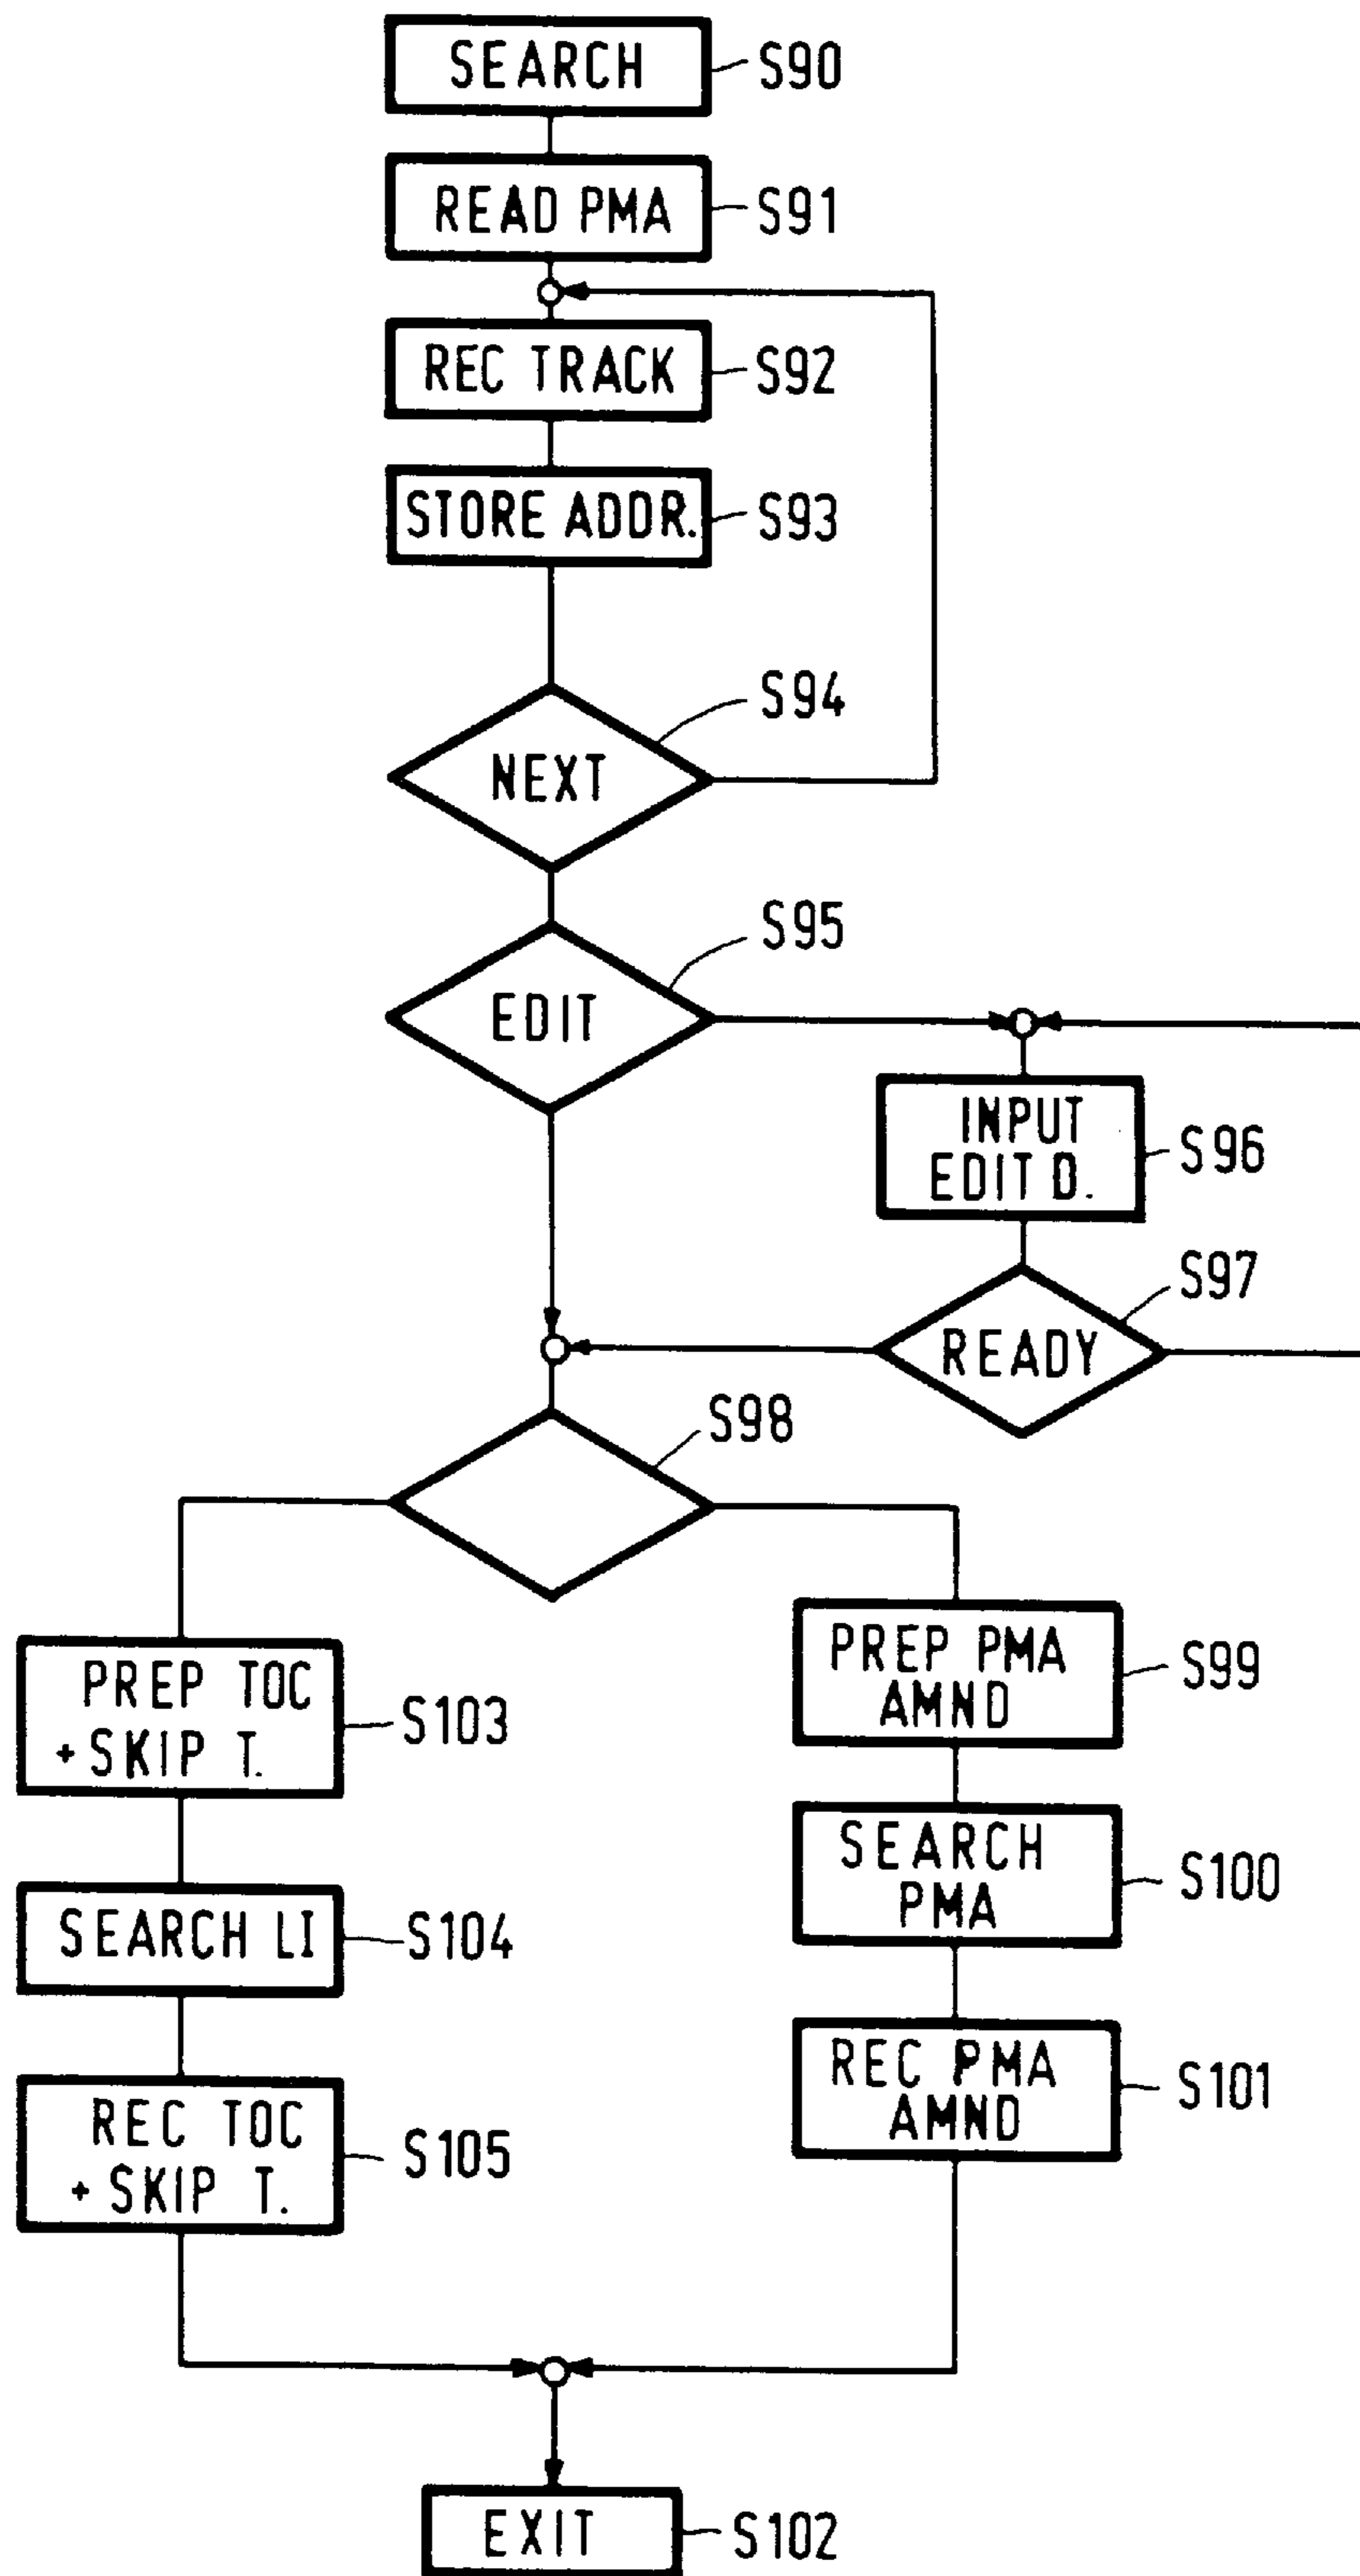 SEARCH
S90
READ PMA
S91
REC TRACK
S92
STORE ADDR.
S93
S94
NEXT
S95
EDIT
INPUT
EDIT D.
S96
S97
READY
S98
PREP PMA
AMND
S99
PREP TOC
+ SKIP T.
S103
SEARCH
PMA
S100
SEARCH LI
S104
REC PMA
AMND
S101
REC TOC
+ SKIP T.
S105
EXIT
S102